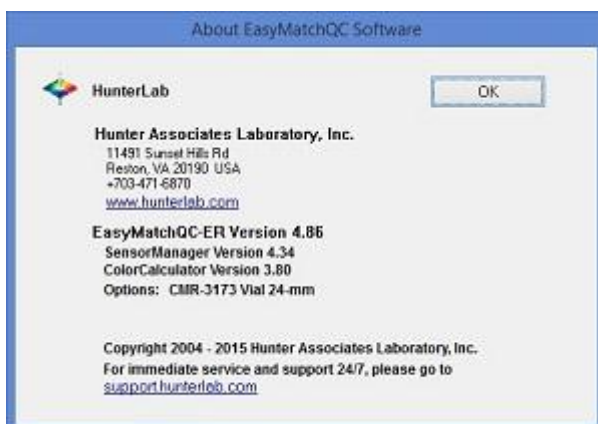 About EasyMatchQC Software
HunterLab
OK
Hunter Associates Laboratory, Inc.
11491 Sunset Hills Rd
Reston, VA 20190 USA
+703-471-6870
www.hunterlab.com
EasyMatchQC-ER Version 4.86
SensorManager Version 4.34
ColorCalculator Version 3.80
Options: CMR-3173 Vial 24-mm
Copyright 2004 - 2015 Hunter Associates Laboratory, Inc.
For immediate service and support 24/7, please go to
support.hunterlab.com